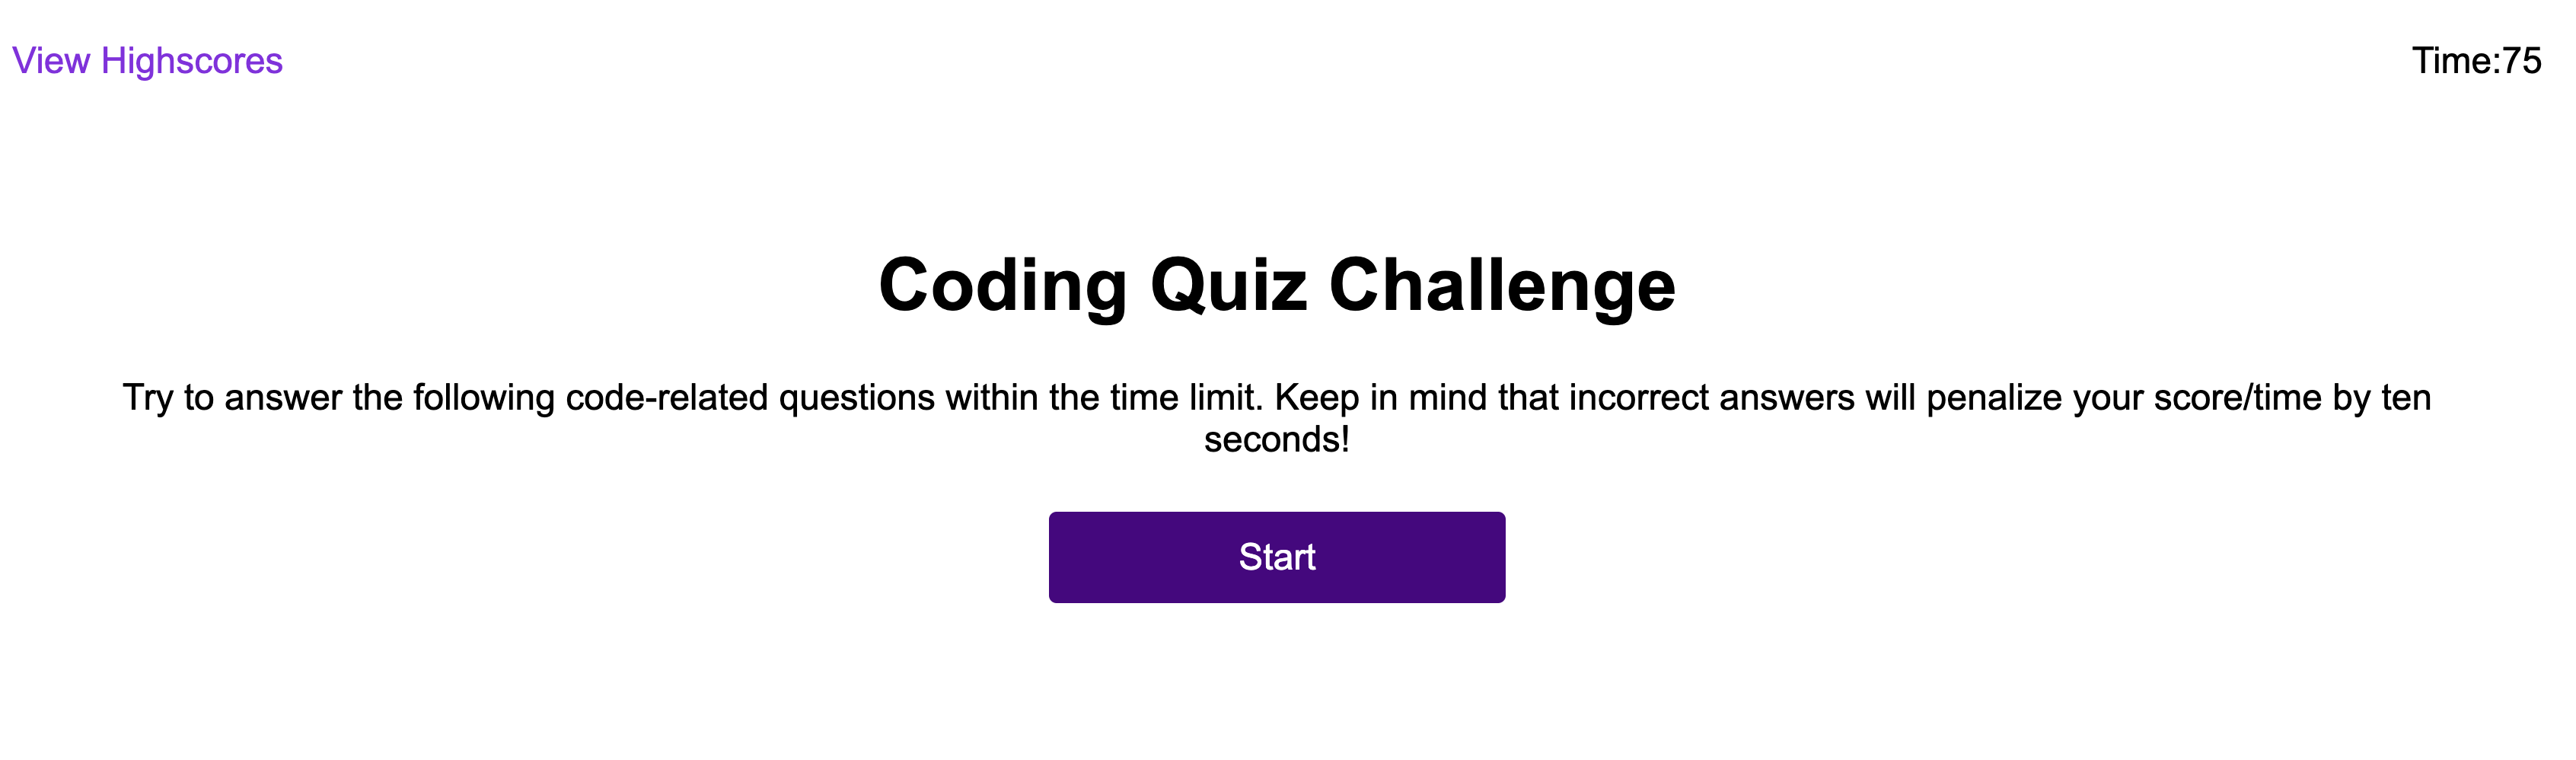 View Highscores
Time:75
Coding Quiz Challenge
Try to answer the following code-related questions within the time limit. Keep in mind that incorrect answers will penalize your score/time by ten
seconds!
Start